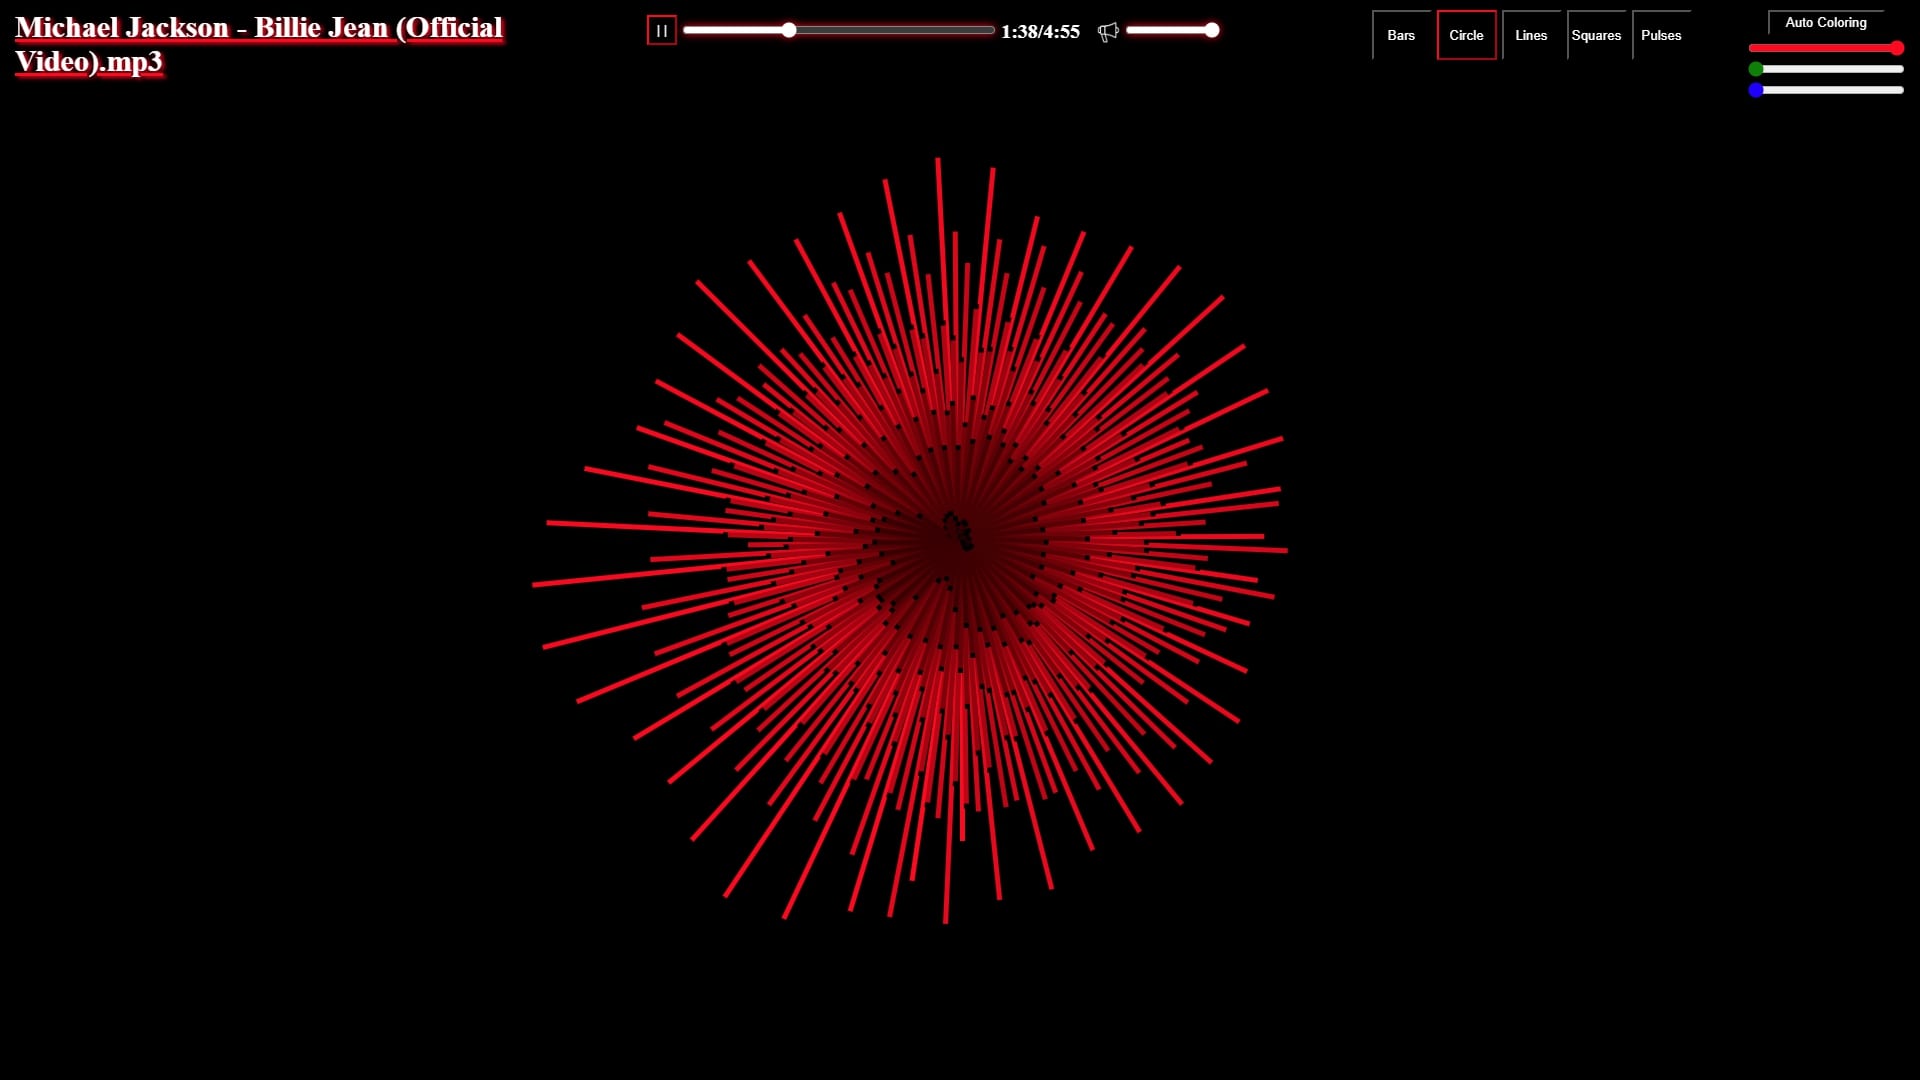 Michael Jackson - Billie Jean (Official
Video).mp3
1:38/4:55
Bars
Circle
Lines
Squares
Pulses
Auto Coloring